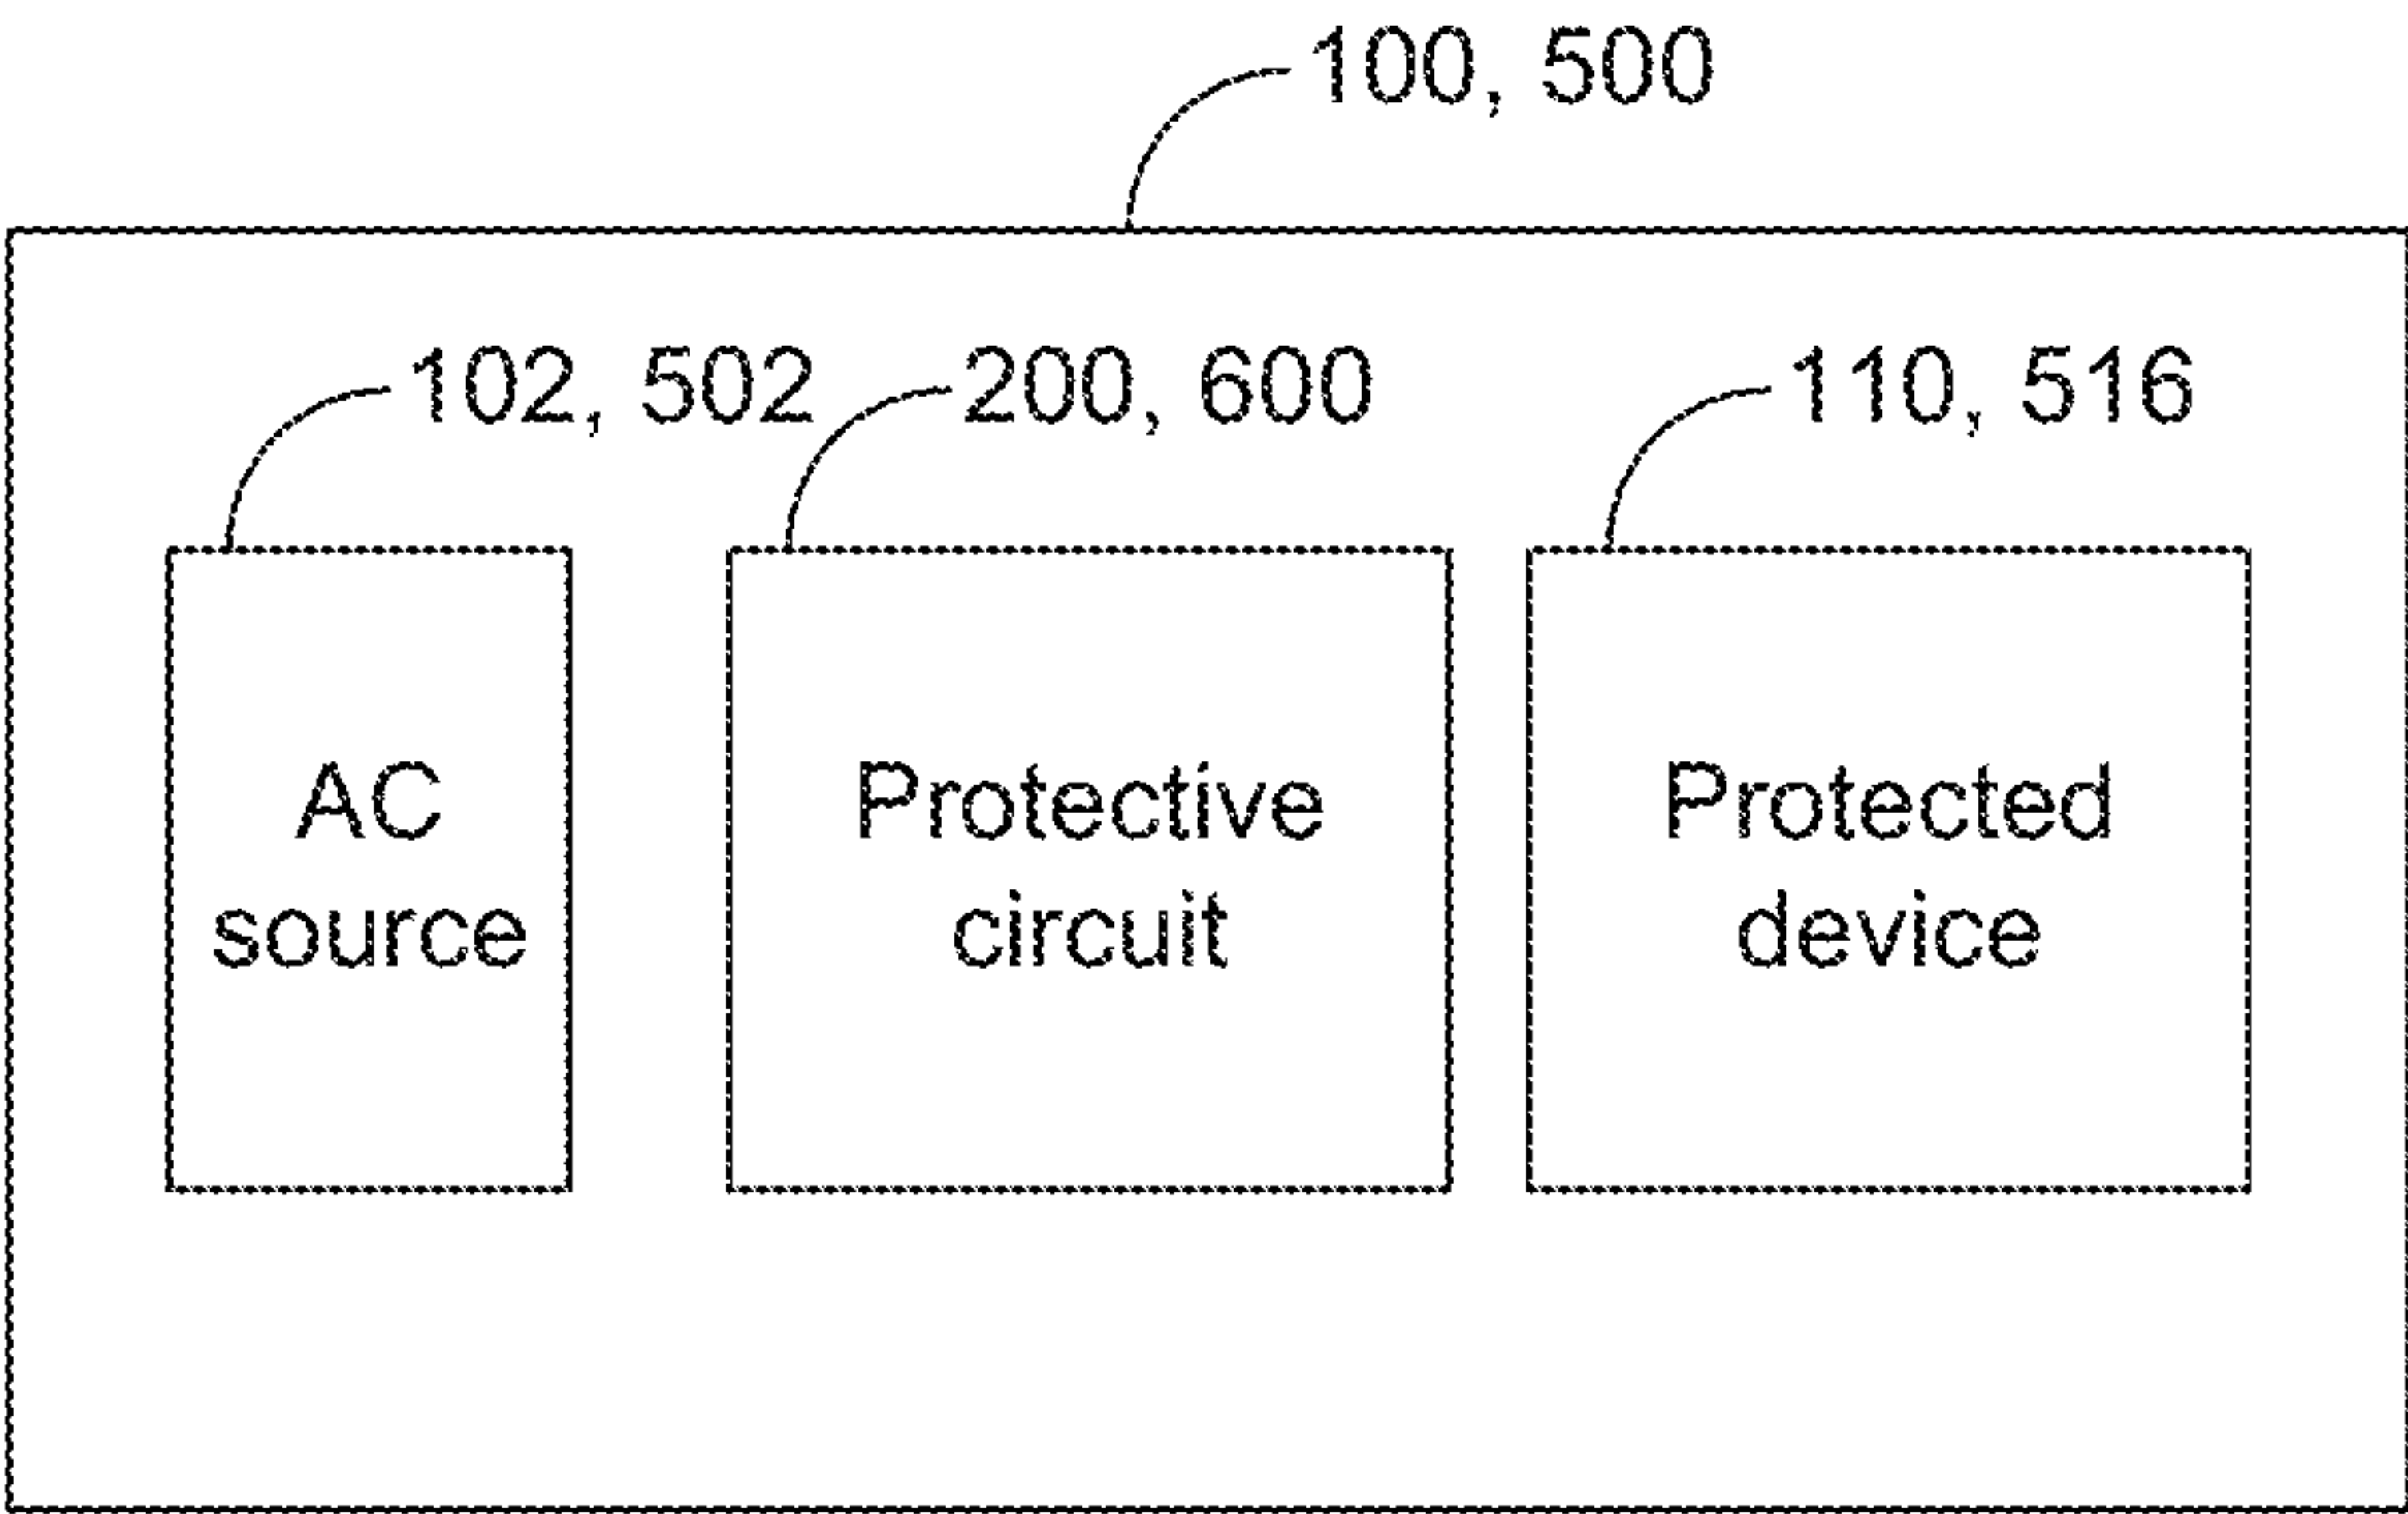 100, 500
102, 502
200, 600
110, 516
AC
source
Protective
circuit
Protected
device